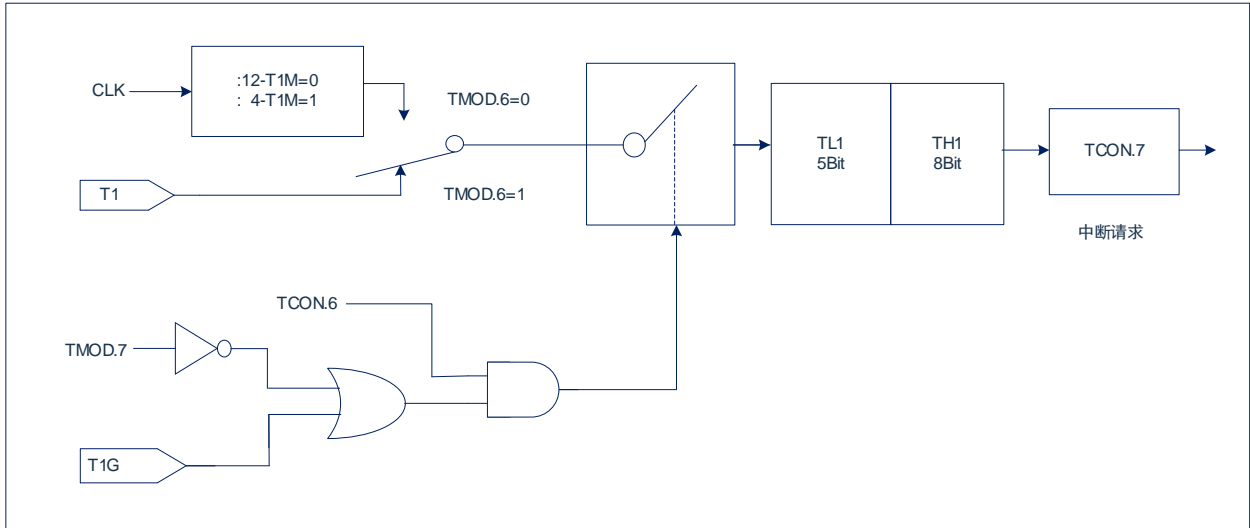 CLK
:12-T1M=0
: 4-T1M=1
TMOD.6=0
T1
TMOD.6=1
TL1
5Bit
TH1
8Bit
TCON.7
中断请求
TCON.6
TMOD.7
T1G